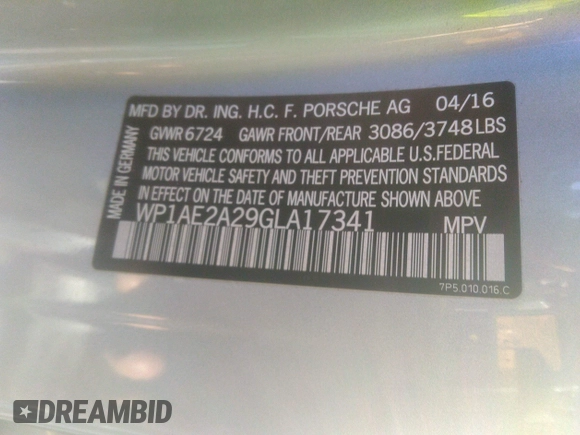 MFD BY DR. ING. H.C. F. PORSCHE AG 04/16
GVWR 6724 GAWR FRONT/REAR 3086/3748 LBS
THIS VEHICLE CONFORMS TO ALL APPLICABLE U.S.FEDERAL
MOTOR VEHICLE SAFETY AND THEFT PREVENTION STANDARDS
IN EFFECT ON THE DATE OF MANUFACTURE SHOWN ABOVE
WP1AE2A29GLA17341 MPV
MADE IN GERMANY
7P5.010.016.C
DREAMBID